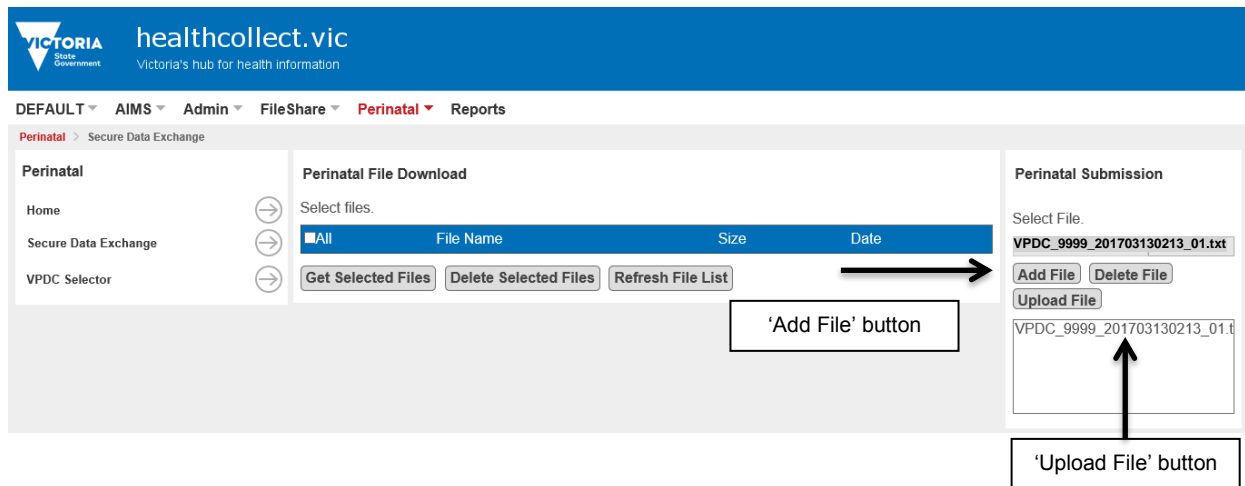 VICTORIA
State
Government
healthcollect.vic
Victoria's hub for health information
DEFAULT AIMS Admin FileShare Perinatal Reports
Perinatal > Secure Data Exchange
Perinatal
Home
Secure Data Exchange
VPDC Selector
Perinatal File Download
Select files.
All File Name Size Date
Get Selected Files Delete Selected Files Refresh File List
Perinatal Submission
Select File.
VPDC_9999_201703130213_01.txt
Add File Delete File
Upload File
VPDC_9999_201703130213_01.t
‘Add File’ button
‘Upload File’ button